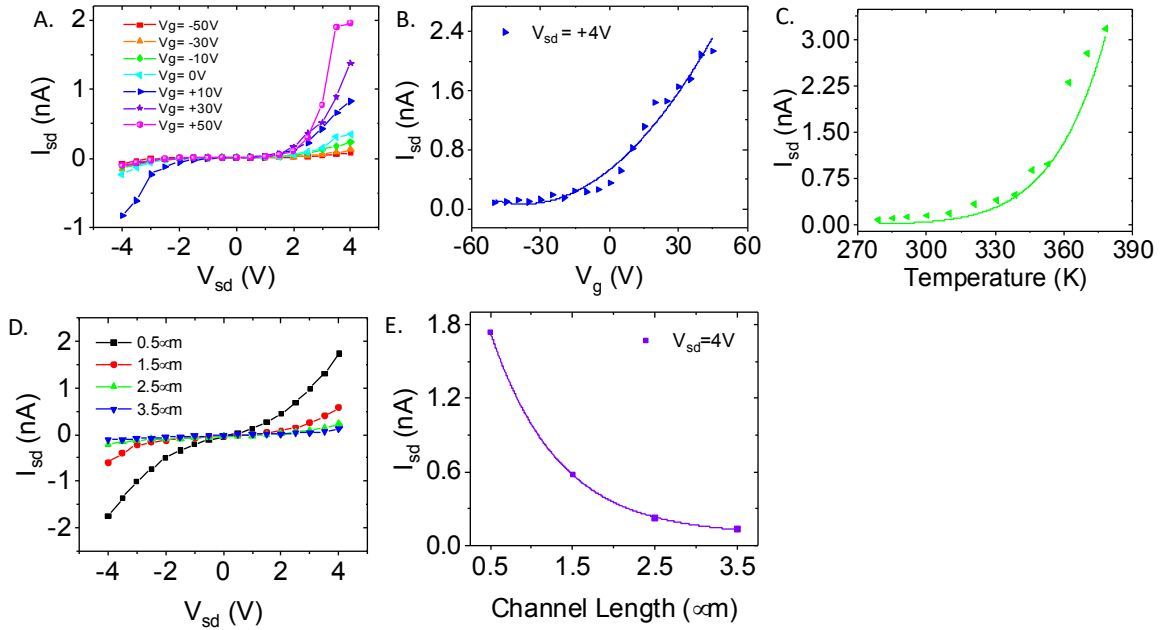 A.
Vg= -50V
Vg= -30V
Vg= -10V
Vg= 0V
Vg= +10V
Vg= +30V
Vg= +50V
2
1
0
-1
I_sd (nA)
-4 -2 0 2 4
V_sd (V)
B.
V_sd = +4V
2.4
1.6
0.8
0.0
I_sd (nA)
-60 -30 0 30 60
V_g (V)
C.
3.00
2.25
1.50
0.75
0.00
I_sd (nA)
270 300 330 360 390
Temperature (K)
D.
0.5∝m
1.5∝m
2.5∝m
3.5∝m
2
1
0
-1
-2
I_sd (nA)
-4 -2 0 2 4
V_sd (V)
E.
V_sd=4V
1.8
1.2
0.6
0.0
I_sd (nA)
0.5 1.5 2.5 3.5
Channel Length (∝m)